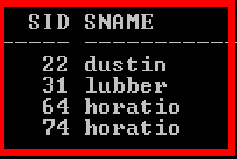 SID SNAME
----- ---------------
22 dustin
31 lubber
64 horatio
74 horatio